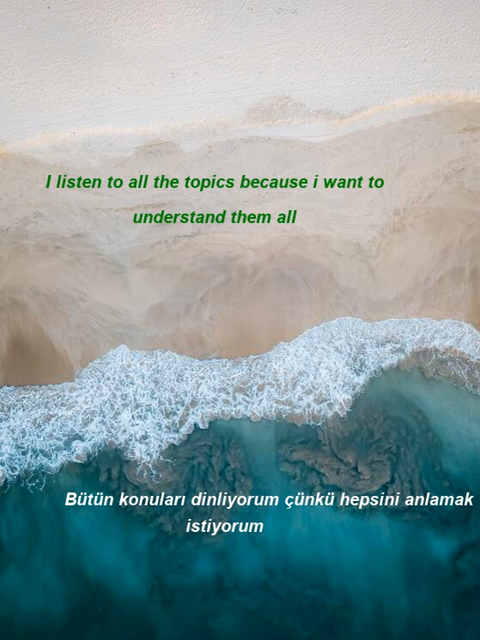 I listen to all the topics because i want to
understand them all
Bütün konuları dinliyorum çünkü hepsini anlamak
istiyorum